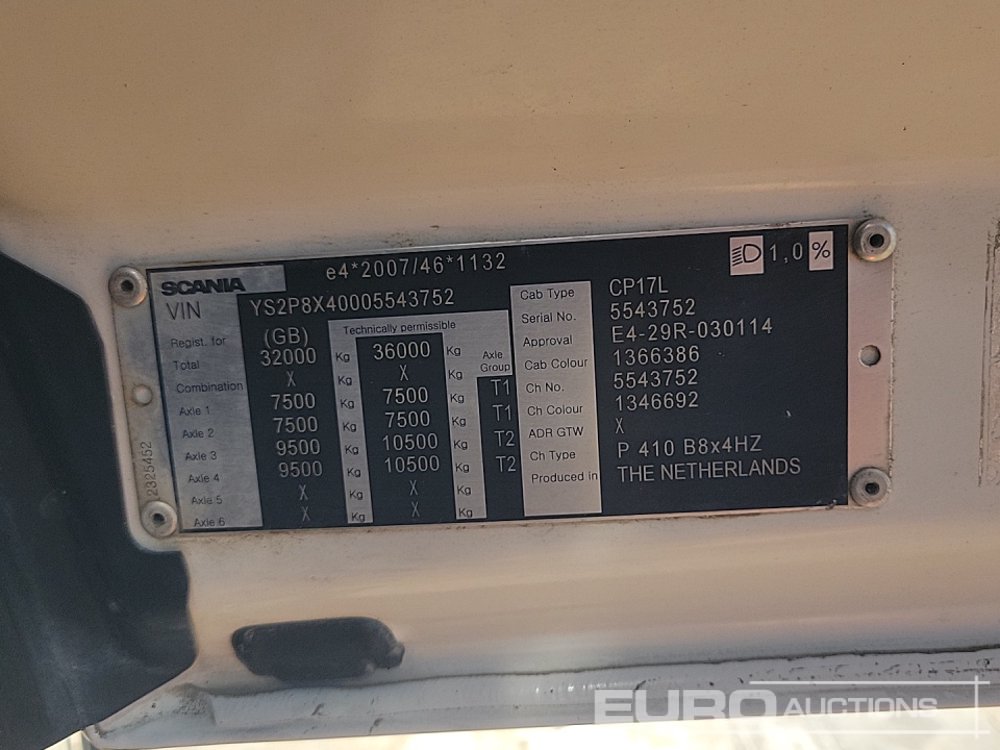 SCANIA e4*2007/46*1132 1,0 %
VIN YS2P8X40005543752
Regist. for (GB) Technically permissible
Total 32000 Kg 36000 Kg Axle Group
Combination X Kg X Kg
Axle 1 7500 Kg 7500 Kg T1
Axle 2 7500 Kg 7500 Kg T1
Axle 3 9500 Kg 10500 Kg T2
Axle 4 9500 Kg 10500 Kg T2
Axle 5 X Kg X Kg
Axle 6 X Kg X Kg
Cab Type CP17L
Serial No. 5543752
Approval E4-29R-030114
Cab Colour 1366386
Ch No. 5543752
Ch Colour 1346692
ADR GTW X
Ch Type P 410 B8x4HZ
Produced in THE NETHERLANDS
2325452
EURO AUCTIONS